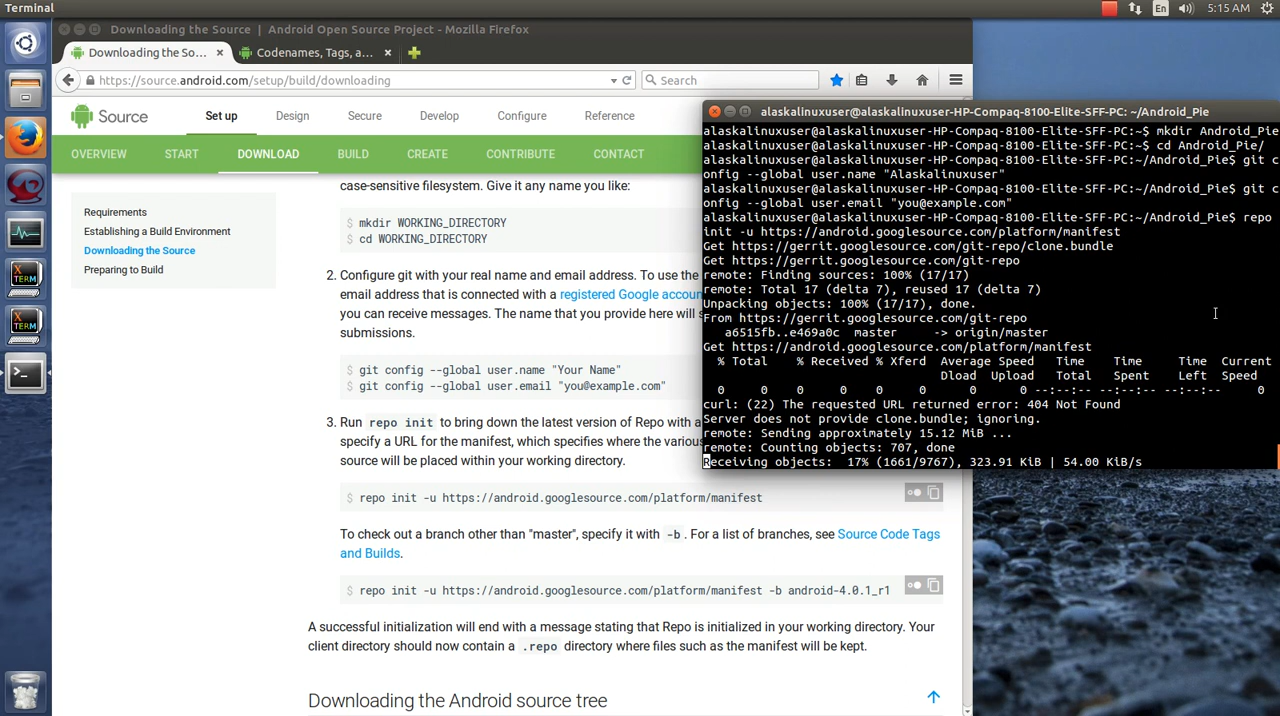 Terminal
En
5:15 AM
Downloading the Source | Android Open Source Project - Mozilla Firefox
Downloading the So...
Codenames, Tags, a...
https://source.android.com/setup/build/downloading
Search
Source
Set up
Design
Secure
Develop
Configure
Reference
OVERVIEW
START
DOWNLOAD
BUILD
CREATE
COMPATIBLE
CONTACT
Requirements
Establishing a Build Environment
Downloading the Source
Preparing to Build
case-sensitive filesystem. Give it any name you like:
$ mkdir WORKING_DIRECTORY
$ cd WORKING_DIRECTORY
2. Configure git with your real name and email address. To use the
email address that is connected with a registered Google accoun
you can receive messages. The name that you provide here will s
submissions.
$ git config --global user.name "Your Name"
$ git config --global user.email "you@example.com"
3. Run repo init to bring down the latest version of Repo with a
specify a URL for the manifest, which specifies where the variou
source will be placed within your working directory.
$ repo init -u https://android.googlesource.com/platform/manifest
To check out a branch other than "master", specify it with -b . For a list of branches, see Source Code Tags
and Builds.
$ repo init -u https://android.googlesource.com/platform/manifest -b android-4.0.1_r1
A successful initialization will end with a message stating that Repo is initialized in your working directory. Your
client directory should now contain a .repo directory where files such as the manifest will be kept.
Downloading the Android source tree
alaskalinuxuser@alaskalinuxuser-HP-Compaq-8100-Elite-SFF-PC: ~/Android_Pie
alaskalinuxuser@alaskalinuxuser-HP-Compaq-8100-Elite-SFF-PC:~$ mkdir Android_Pie
alaskalinuxuser@alaskalinuxuser-HP-Compaq-8100-Elite-SFF-PC:~$ cd Android_Pie/
alaskalinuxuser@alaskalinuxuser-HP-Compaq-8100-Elite-SFF-PC:~/Android_Pie$ git c
onfig --global user.name "Alaskalinuxuser"
alaskalinuxuser@alaskalinuxuser-HP-Compaq-8100-Elite-SFF-PC:~/Android_Pie$ git c
onfig --global user.email "you@example.com"
alaskalinuxuser@alaskalinuxuser-HP-Compaq-8100-Elite-SFF-PC:~/Android_Pie$ repo
init -u https://android.googlesource.com/platform/manifest
Get https://gerrit.googlesource.com/git-repo/clone.bundle
Get https://gerrit.googlesource.com/git-repo
remote: Finding sources: 100% (17/17)
remote: Total 17 (delta 7), reused 17 (delta 7)
Unpacking objects: 100% (17/17), done.
From https://gerrit.googlesource.com/git-repo
a6515fb..e469a0c master -> origin/master
Get https://android.googlesource.com/platform/manifest
% Total % Received % Xferd Average Speed Time Time Time Current
Dload Upload Total Spent Left Speed
0 0 0 0 0 0 0 0 --:--:-- --:--:-- --:--:-- 0
curl: (22) The requested URL returned error: 404 Not Found
Server does not provide clone.bundle; ignoring.
remote: Sending approximately 15.12 MiB ...
remote: Counting objects: 707, done
Receiving objects: 17% (1661/9767), 323.91 KiB | 54.00 KiB/s
X
TERM
X
TERM